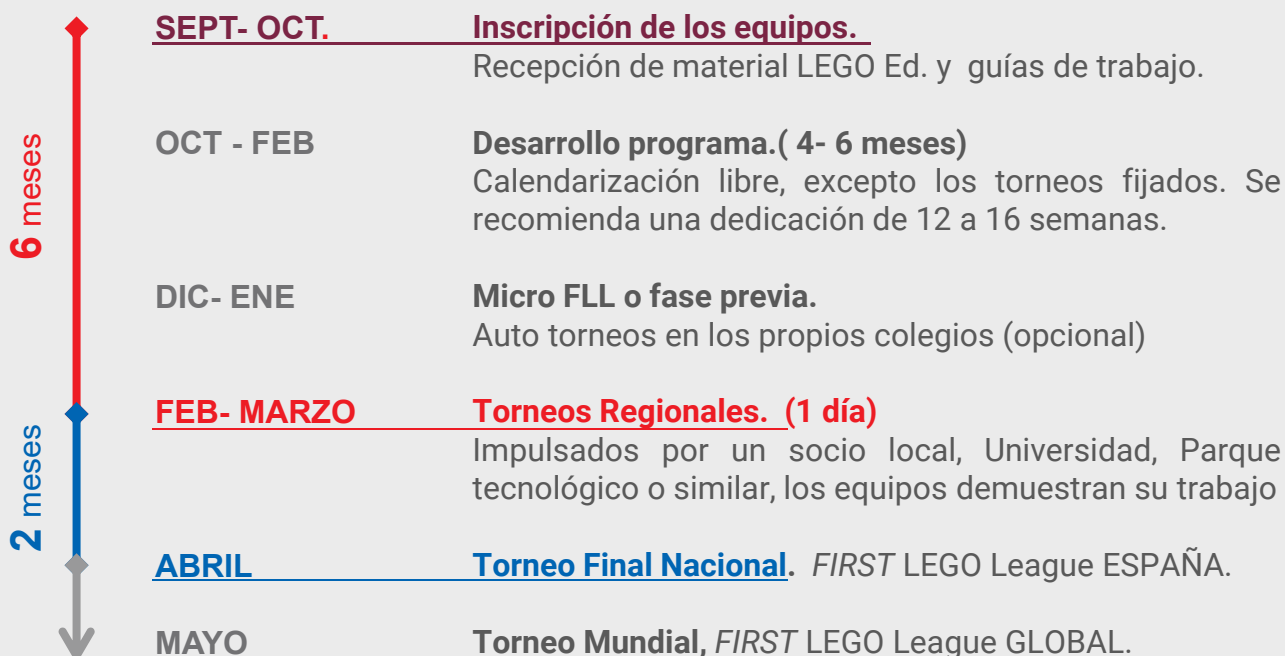 SEPT- OCT. Inscripción de los equipos.
Recepción de material LEGO Ed. y guías de trabajo.
6 meses
OCT - FEB Desarrollo programa.( 4- 6 meses)
Calendarización libre, excepto los torneos fijados. Se
recomienda una dedicación de 12 a 16 semanas.
DIC- ENE Micro FLL o fase previa.
Auto torneos en los propios colegios (opcional)
FEB- MARZO Torneos Regionales. (1 día)
Impulsados por un socio local, Universidad, Parque
tecnológico o similar, los equipos demuestran su trabajo
2 meses
ABRIL Torneo Final Nacional. FIRST LEGO League ESPAÑA.
MAYO Torneo Mundial, FIRST LEGO League GLOBAL.